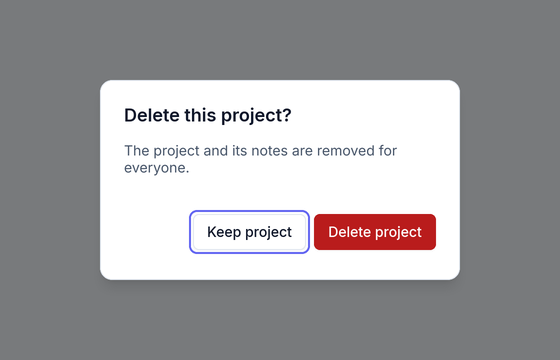 Delete this project?
The project and its notes are removed for
everyone.
Keep project
Delete project